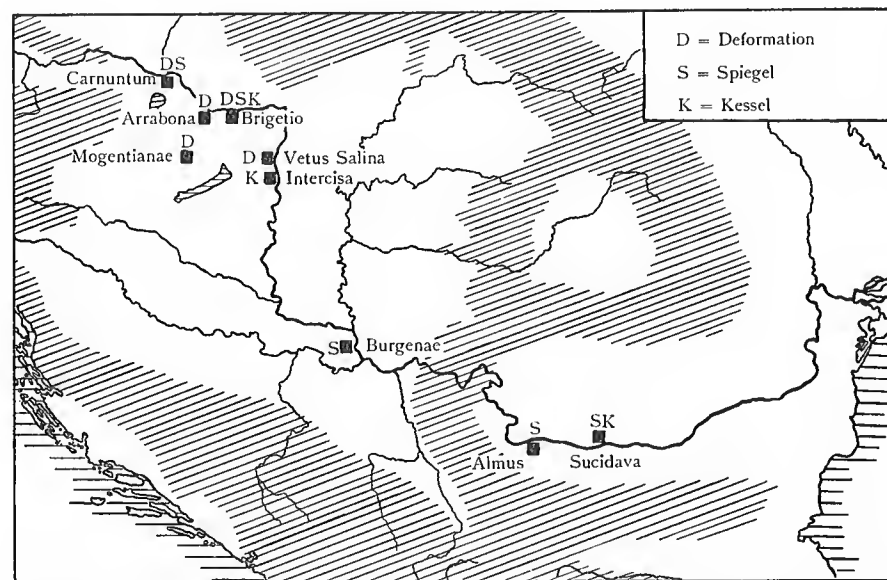 D = Deformation
S = Spiegel
K = Kessel
DS
Carnuntum
D DSK
Arrabona Brigetio
D
Mogentianae
D Vetus Salina
K Intercisa
S Burgenae
S
Almus
SK
Sucidava